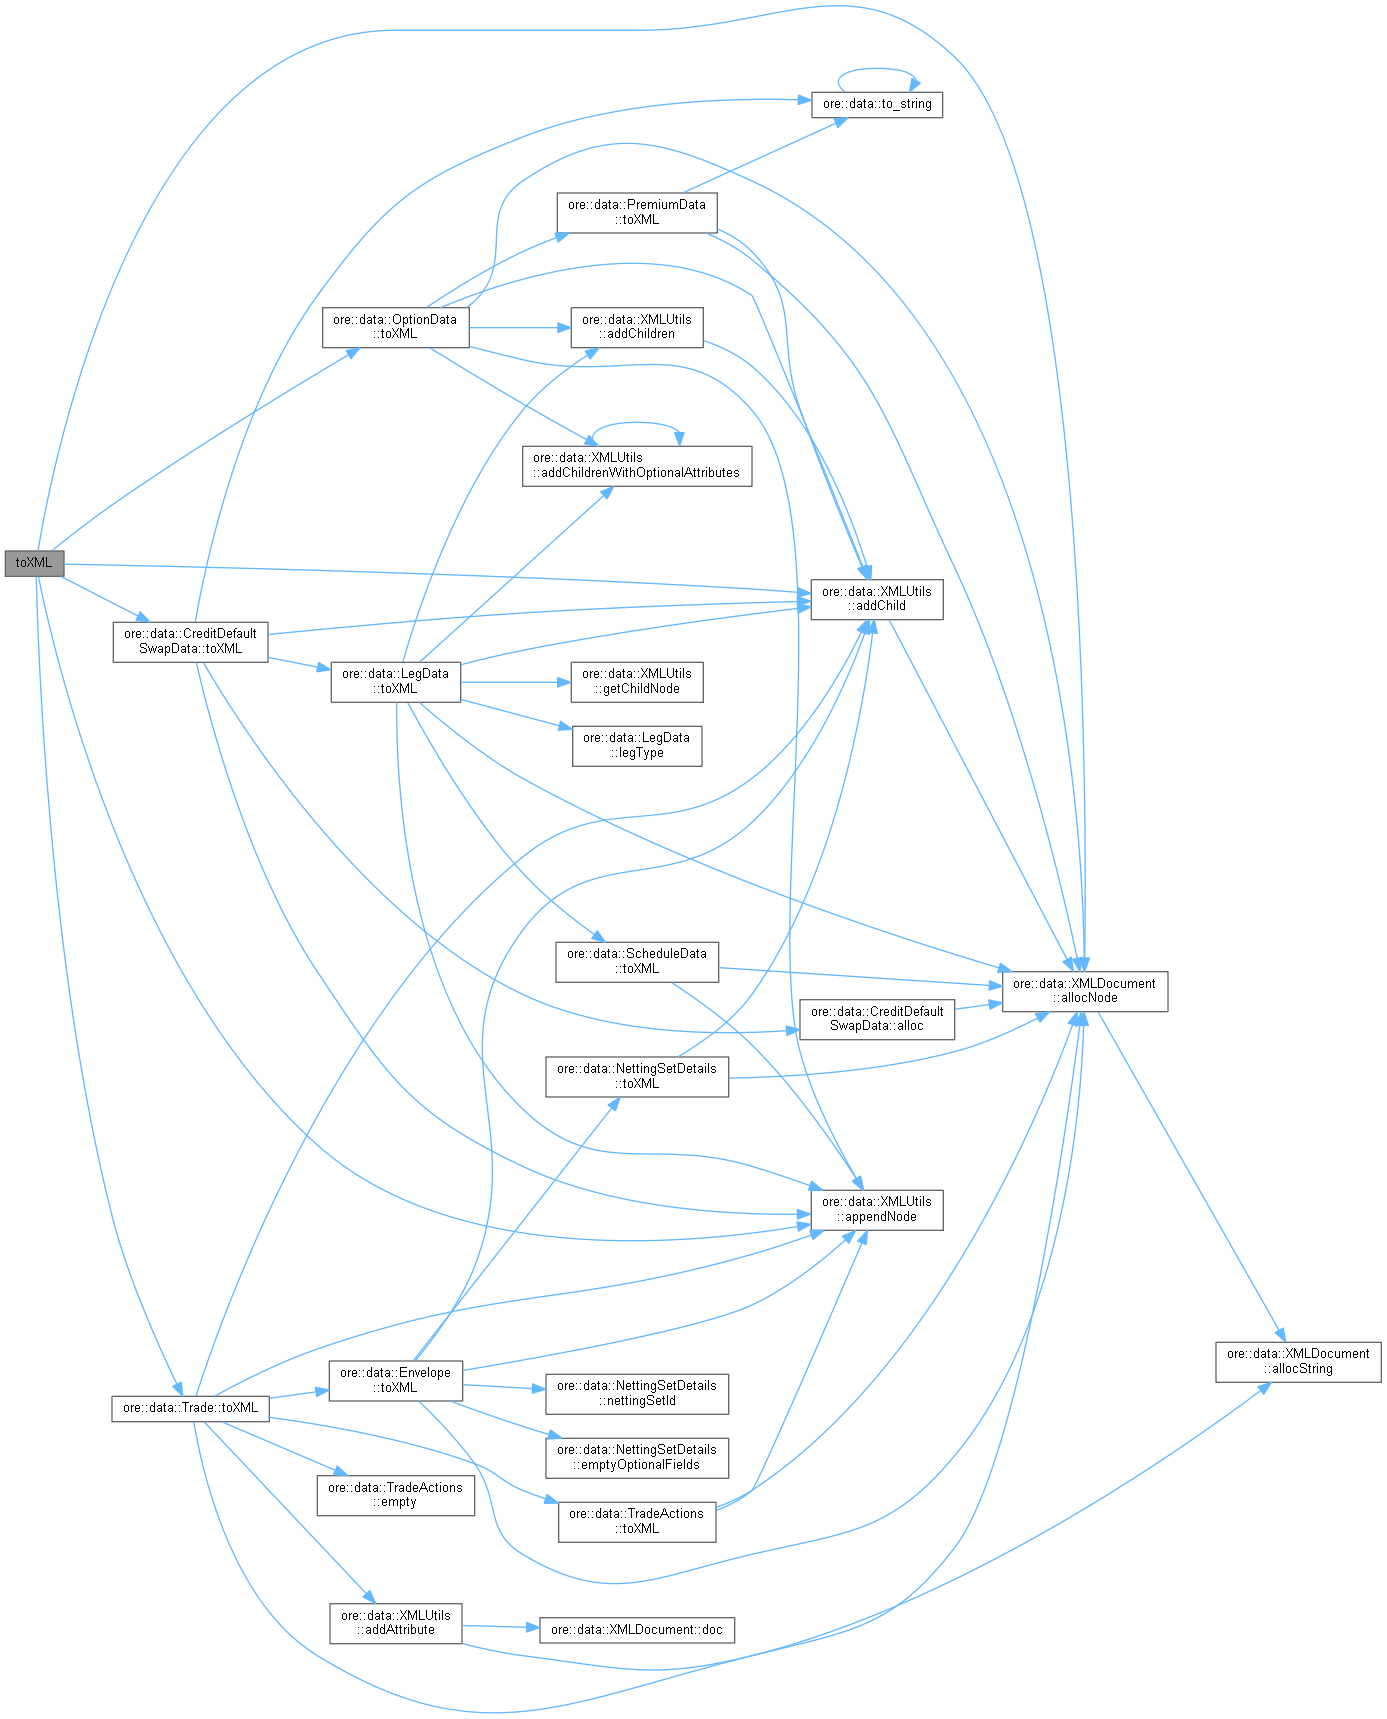 ore::data::to_string
ore::data::PremiumData
::toXML
ore::data::OptionData
::toXML
ore::data::XMLUtils
::addChildren
ore::data::XMLUtils
::addChildrenWithOptionalAttributes
toXML
ore::data::XMLUtils
::addChild
ore::data::CreditDefault
SwapData::toXML
ore::data::LegData
::toXML
ore::data::XMLUtils
::getChildNode
ore::data::LegData
::legType
ore::data::ScheduleData
::toXML
ore::data::XMLDocument
::allocNode
ore::data::CreditDefault
SwapData::alloc
ore::data::NettingSetDetails
::toXML
ore::data::XMLUtils
::appendNode
ore::data::XMLDocument
::allocString
ore::data::Envelope
::toXML
ore::data::NettingSetDetails
::nettingSetId
ore::data::Trade::toXML
ore::data::NettingSetDetails
::emptyOptionalFields
ore::data::TradeActions
::empty
ore::data::TradeActions
::toXML
ore::data::XMLUtils
::addAttribute
ore::data::XMLDocument::doc